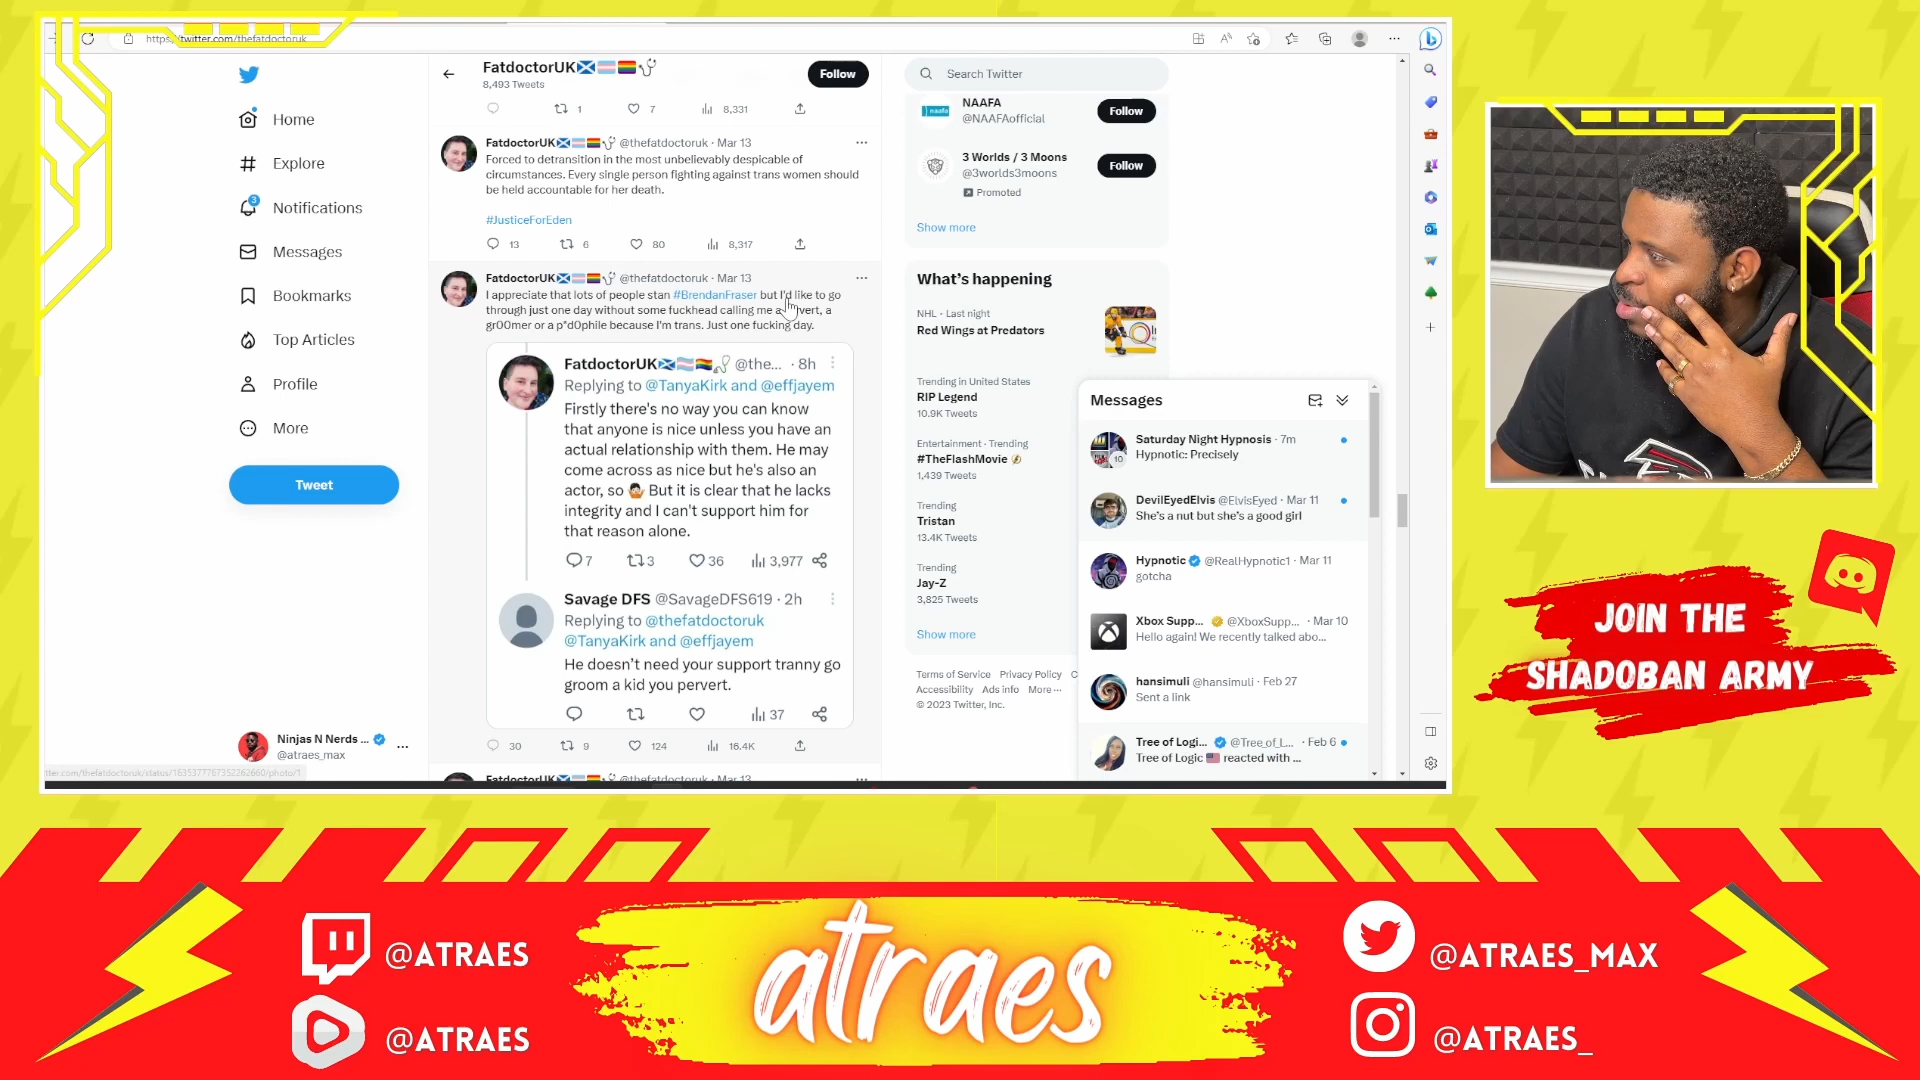 https://twitter.com/thefatdoctoruk
Home
Explore
3
Notifications
Messages
Bookmarks
Top Articles
Profile
More
Tweet
Ninjas N Nerds ...
@atraes_max
FatdoctorUK
8,493 Tweets
Follow
1
7
8,331
FatdoctorUK @thefatdoctoruk · Mar 13
Forced to detransition in the most unbelievably despicable of
circumstances. Every single person fighting against trans women should
be held accountable for her death.
#JusticeForEden
13
6
80
8,317
FatdoctorUK @thefatdoctoruk · Mar 13
I appreciate that lots of people stan #BrendanFraser but I'd like to go
through just one day without some fuckhead calling me a vert, a
gr00mer or a p*d0phile because I'm trans. Just one fucking day.
FatdoctorUK @the... · 8h
Replying to @TanyaKirk and @effjayem
Firstly there's no way you can know
that anyone is nice unless you have an
actual relationship with them. He may
come across as nice but he's also an
actor, so But it is clear that he lacks
integrity and I can't support him for
that reason alone.
7
3
36
3,977
Savage DFS @SavageDFS619 · 2h
Replying to @thefatdoctoruk
@TanyaKirk and @effjayem
He doesn't need your support tranny go
groom a kid you pervert.
37
30
9
124
16.4K
FatdoctorUK @thefatdoctoruk · Mar 13
Search Twitter
naafa
NAAFA
@NAAFAofficial
Follow
3 Worlds / 3 Moons
@3worlds3moons
Promoted
Follow
Show more
What's happening
NHL · Last night
Red Wings at Predators
Trending in United States
RIP Legend
10.9K Tweets
Entertainment · Trending
#TheFlashMovie
1,439 Tweets
Trending
Tristan
13.4K Tweets
Trending
Jay-Z
3,825 Tweets
Show more
Terms of Service Privacy Policy C
Accessibility Ads info More ···
© 2023 Twitter, Inc.
Messages
Saturday Night Hypnosis · 7m
Hypnotic: Precisely
10
DevilEyedElvis @ElvisEyed · Mar 11
She's a nut but she's a good girl
Hypnotic @RealHypnotic1 · Mar 11
gotcha
Xbox Supp... @XboxSupp... · Mar 10
Hello again! We recently talked abo...
hansimuli @hansimuli · Feb 27
Sent a link
Tree of Logi... @Tree_of_L... · Feb 6
Tree of Logic reacted with ...
JOIN THE
SHADOBAN ARMY
@ATRAES
@ATRAES
atraes
@ATRAES_MAX
@ATRAES_